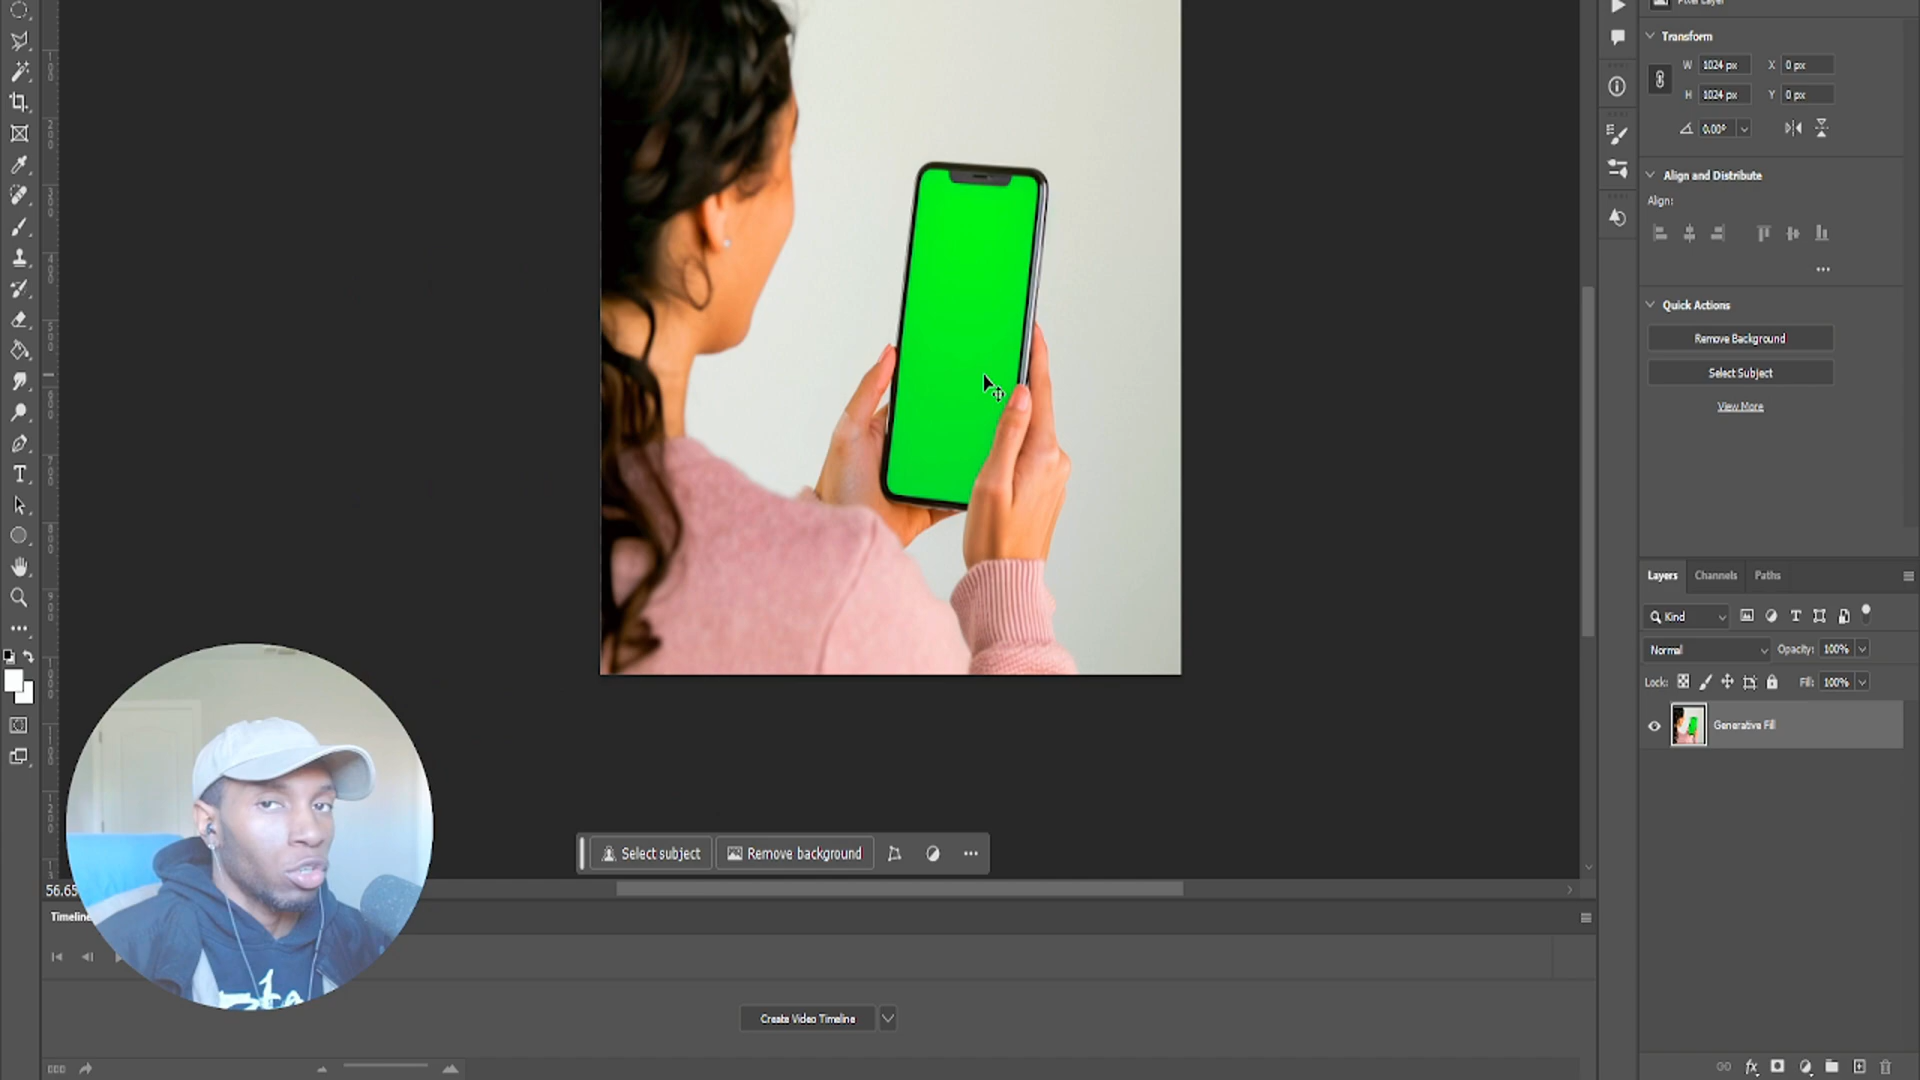 Pixel Layer
Transform
W 1024 px X 0 px
H 1024 px Y 0 px
0.00°
Align and Distribute
Align:
Quick Actions
Remove Background
Select Subject
View More
Layers Channels Paths
Kind
Normal Opacity: 100%
Lock: Fill: 100%
Generative Fill
Select subject Remove background
56.65
Timeline
Create Video Timeline